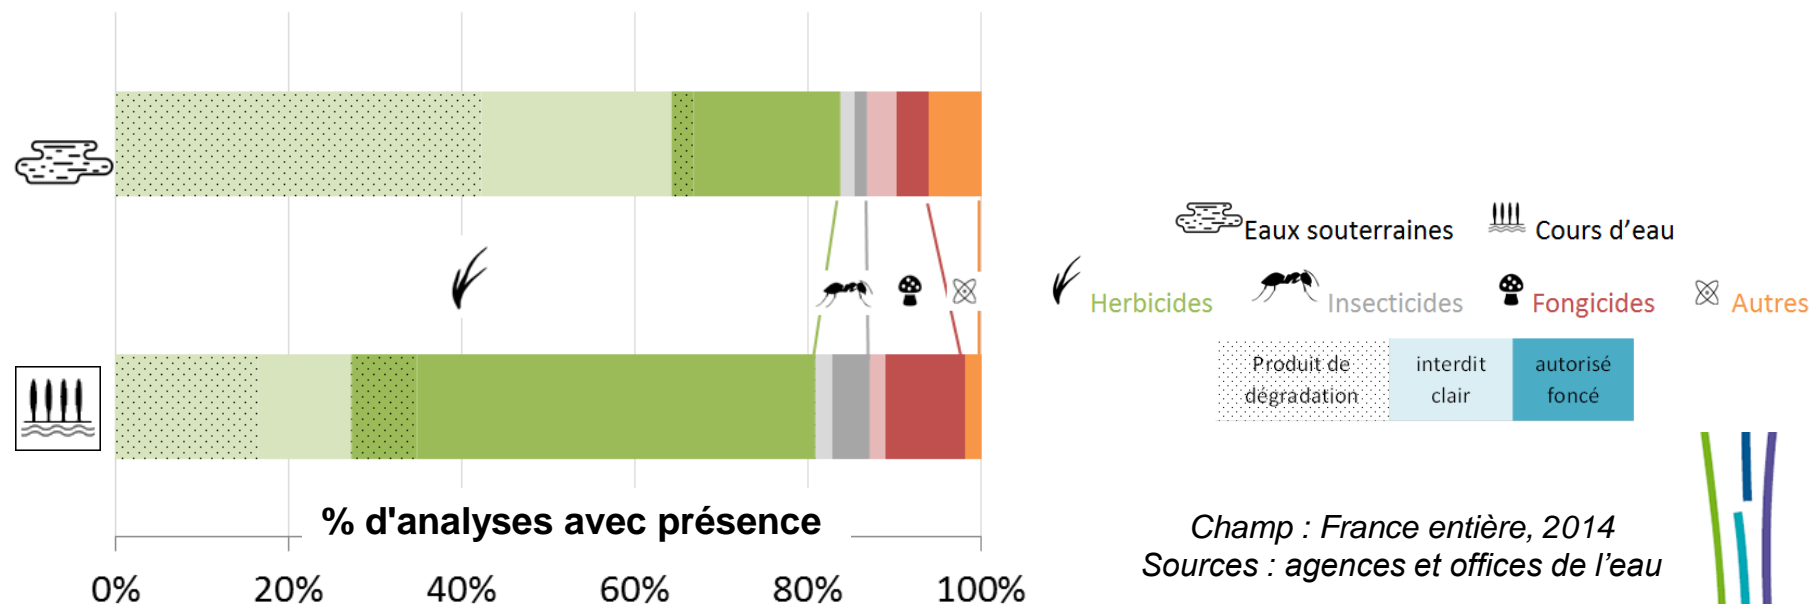 Eaux souterraines Cours d'eau
Herbicides Insecticides Fongicides Autres
Produit de dégradation
interdit clair
autorisé foncé
% d'analyses avec présence
0% 20% 40% 60% 80% 100%
Champ : France entière, 2014
Sources : agences et offices de l'eau